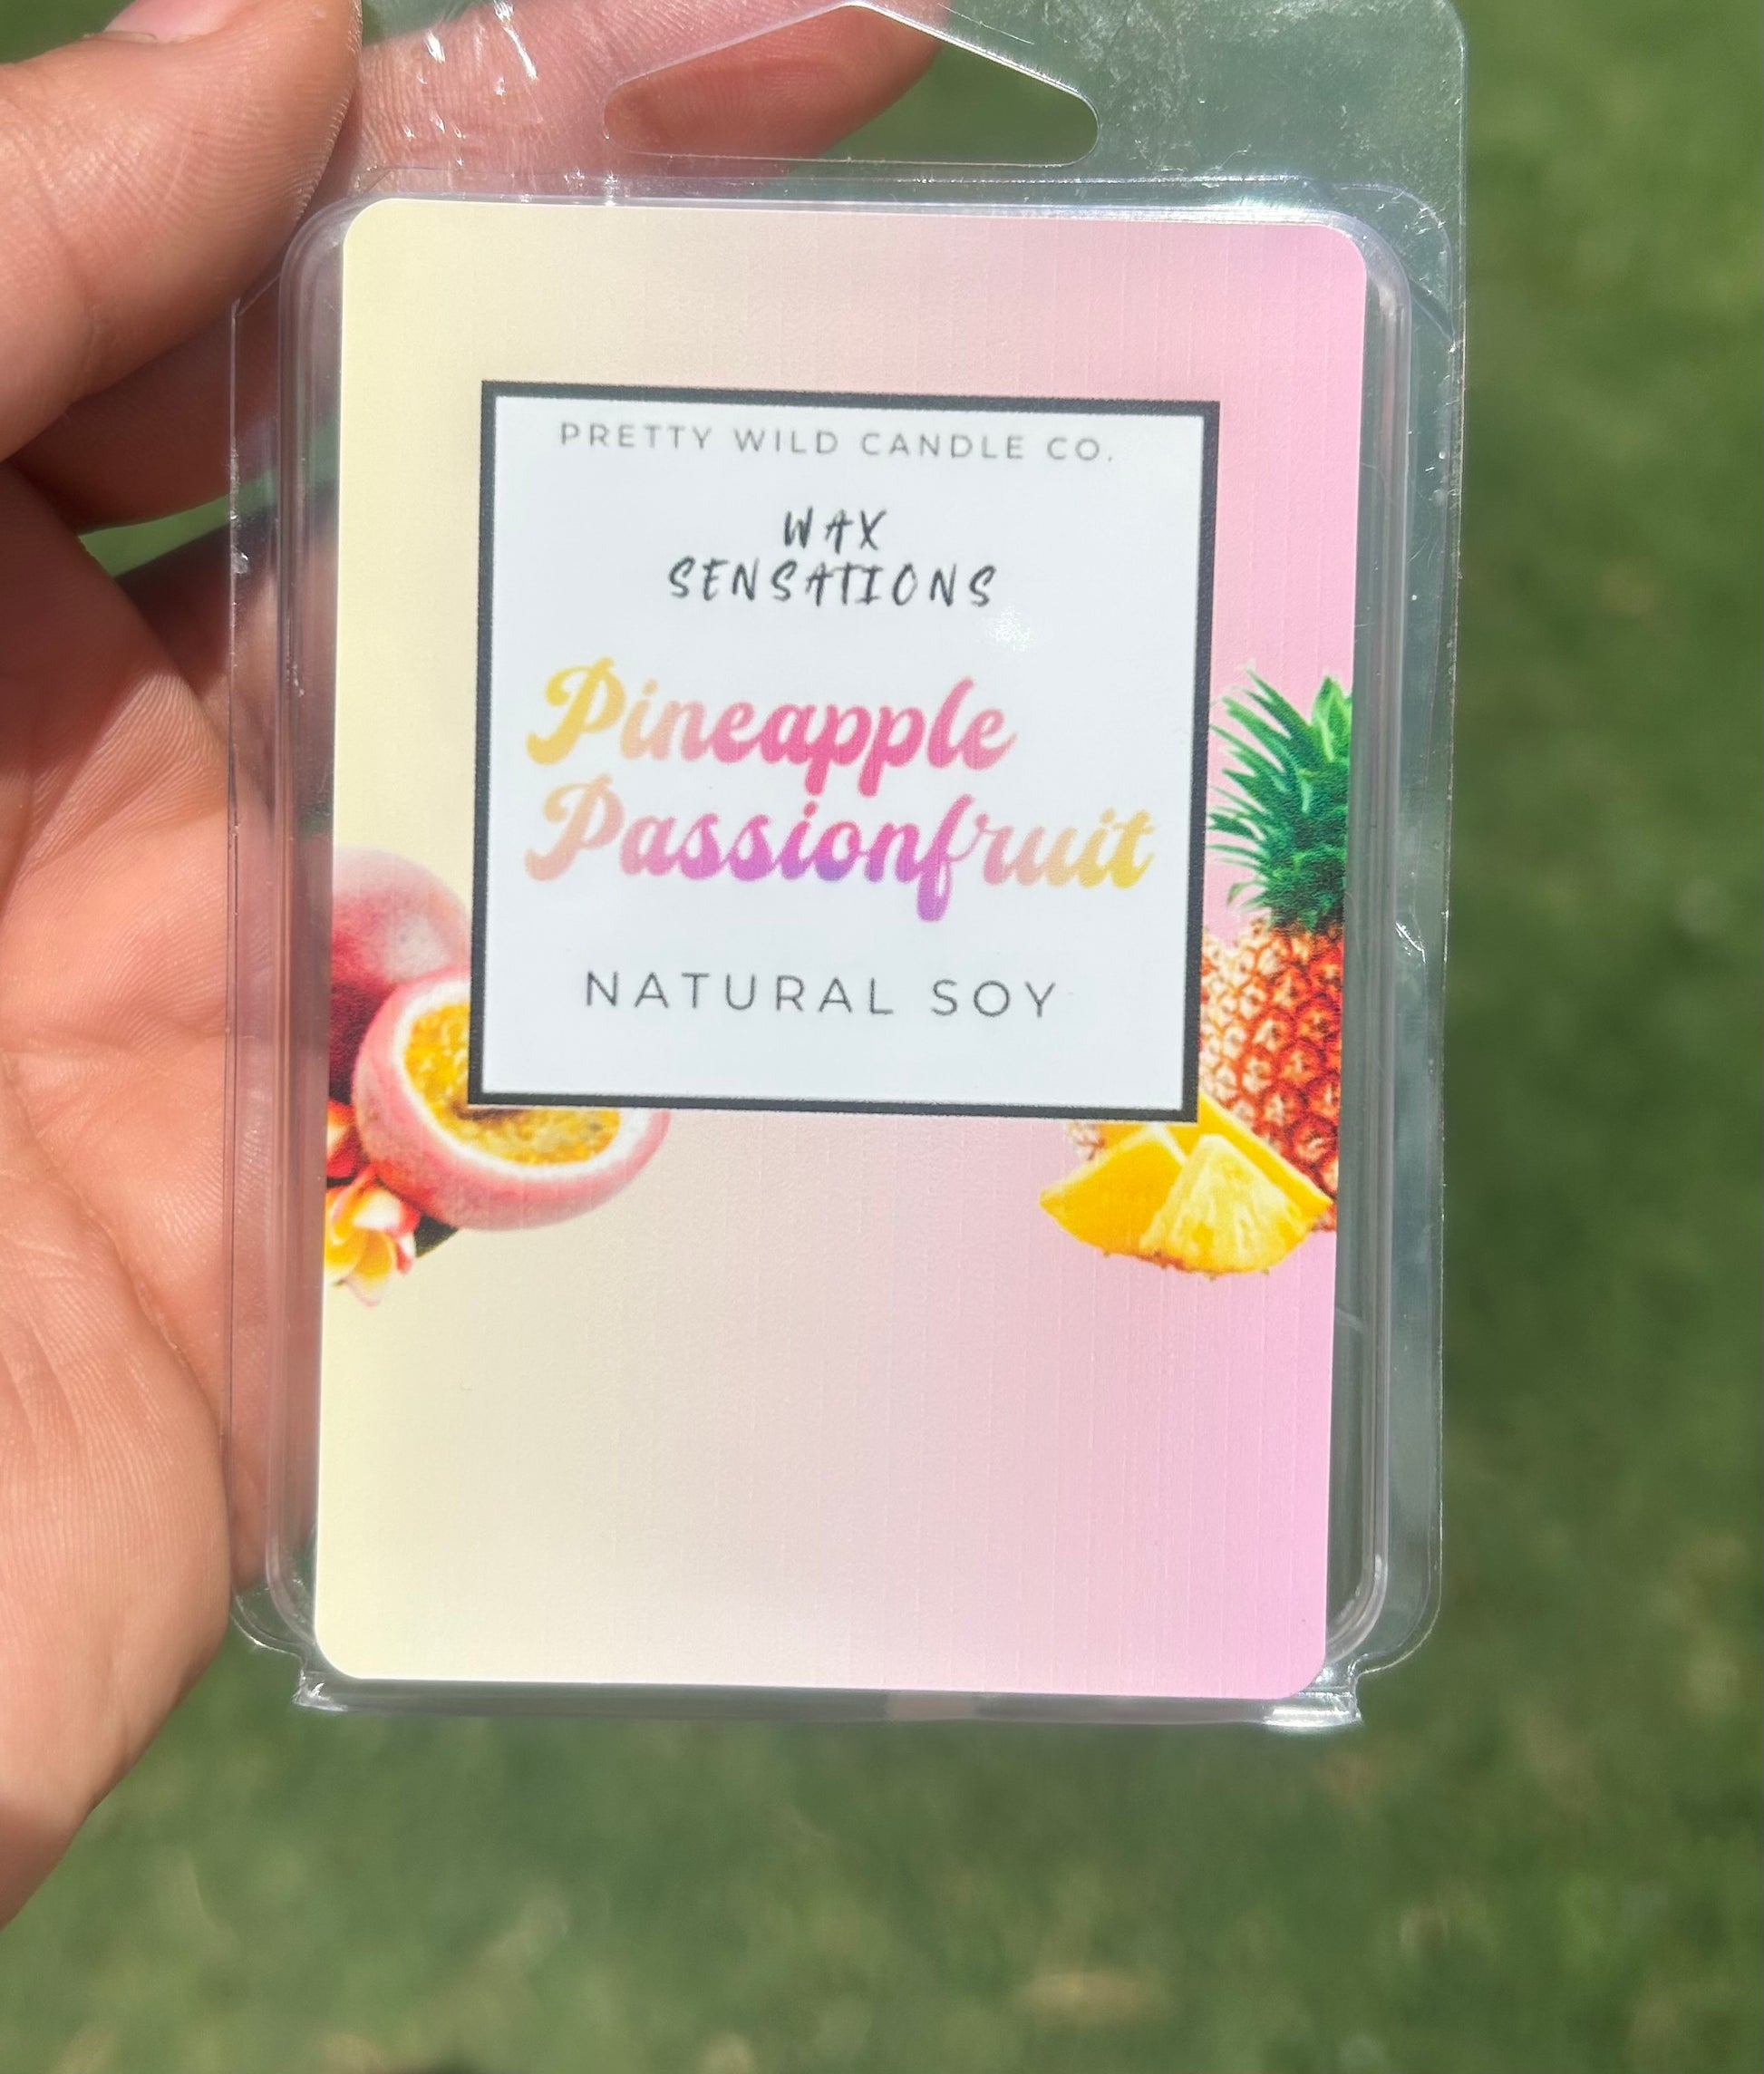 PRETTY WILD CANDLE CO.
WAX
SENSATIONS
Pineapple
Passionfruit
NATURAL SOY